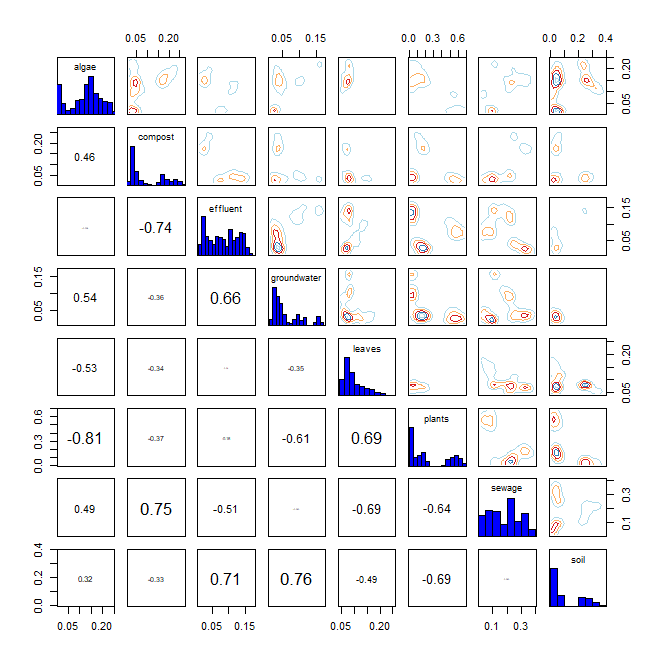 0.05 0.20 0.05 0.15 0.0 0.3 0.6 0.0 0.2 0.4
algae 0.05 0.20
0.05 0.20 0.46 compost
-0.74 effluent 0.05 0.15
0.05 0.15 0.54 -0.36 0.66 groundwater
-0.53 -0.34 -0.35 leaves 0.05 0.20
0.0 0.3 0.6 -0.81 -0.37 -0.61 0.69 plants
0.49 0.75 -0.51 -0.69 -0.64 sewage 0.1 0.3
0.0 0.2 0.4 0.32 -0.33 0.71 0.76 -0.49 -0.69 soil
0.05 0.20 0.05 0.15 0.05 0.20 0.1 0.3